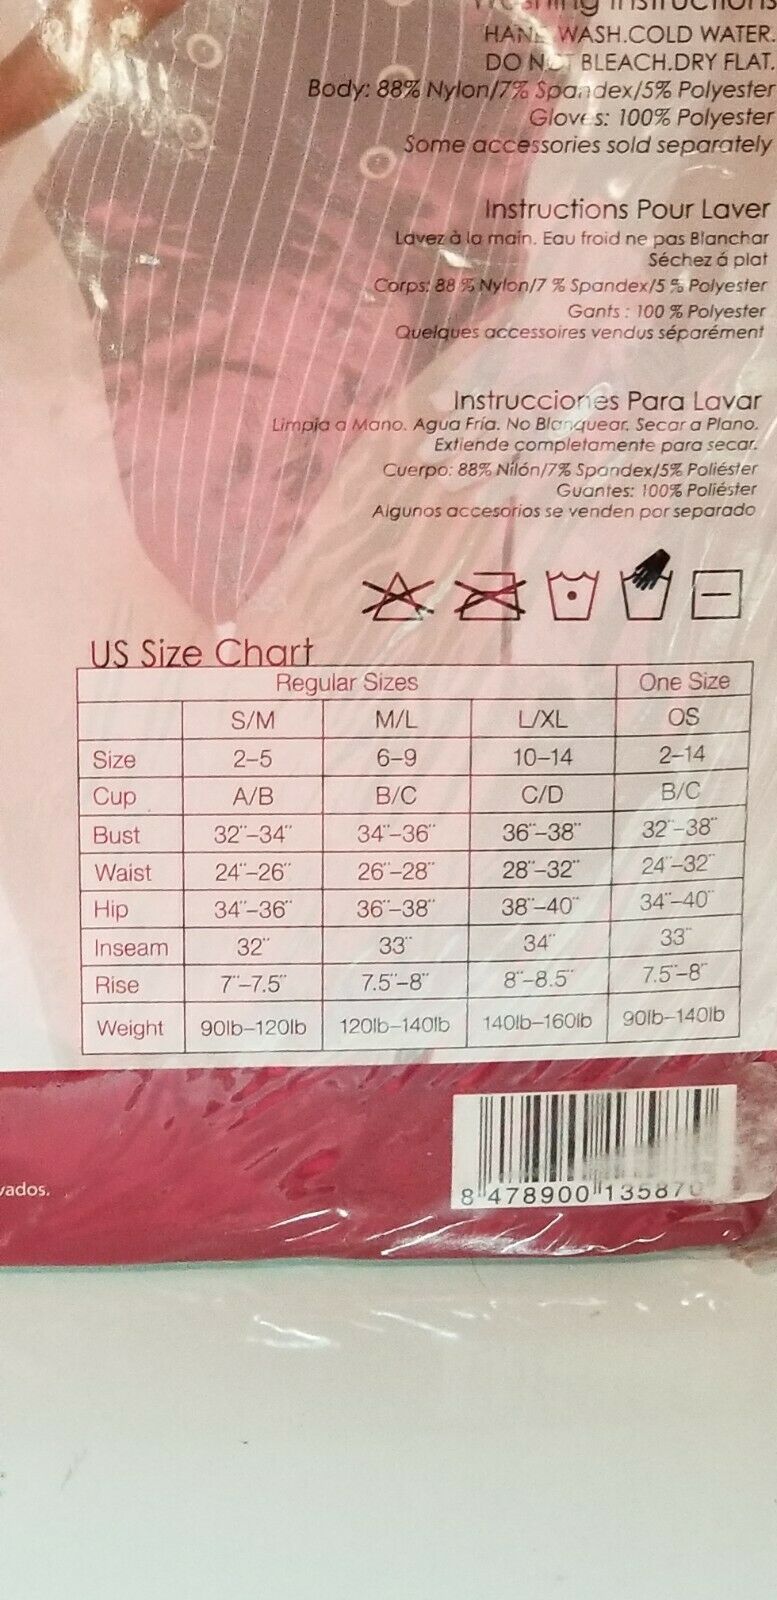 Washing Instructions
HAND WASH.COLD WATER.
DO NOT BLEACH.DRY FLAT.
Body: 88% Nylon/7% Spandex/5% Polyester
Gloves: 100% Polyester
Some accessories sold separately
Instructions Pour Laver
Lavez à la main. Eau froid ne pas Blanchar
Séchez á plat
Corps: 88 % Nylon/7 % Spandex/5 % Polyester
Gants : 100 % Polyester
Quelques accessoires vendus séparément
Instrucciones Para Lavar
Limpia a Mano. Agua Fría. No Blanquear. Secar a Plano.
Extiende completamente para secar.
Cuerpo: 88% Nilón/7% Spandex/5% Poliéster
Guantes: 100% Poliéster
Algunos accesorios se venden por separado
US Size Chart
Regular Sizes One Size
S/M M/L L/XL OS
Size 2–5 6–9 10–14 2–14
Cup A/B B/C C/D B/C
Bust 32"–34" 34"–36" 36"–38" 32"–38"
Waist 24"–26" 26"–28" 28"–32" 24"–32"
Hip 34"–36" 36"–38" 38"–40" 34"–40"
Inseam 32" 33" 34" 33"
Rise 7"–7.5" 7.5"–8" 8"–8.5" 7.5"–8"
Weight 90lb–120lb 120lb–140lb 140lb–160lb 90lb–140lb
vados.
8 478900 135870